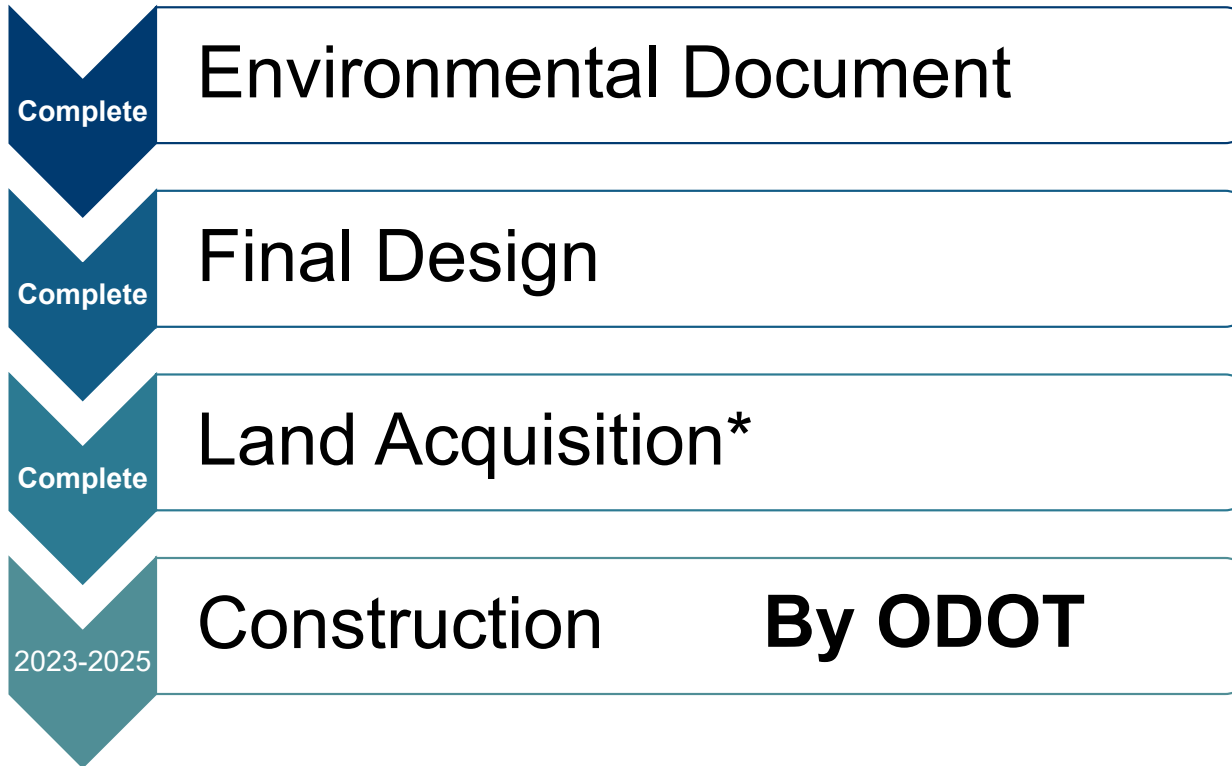 Complete
Environmental Document
Complete
Final Design
Complete
Land Acquisition*
2023-2025
Construction By ODOT